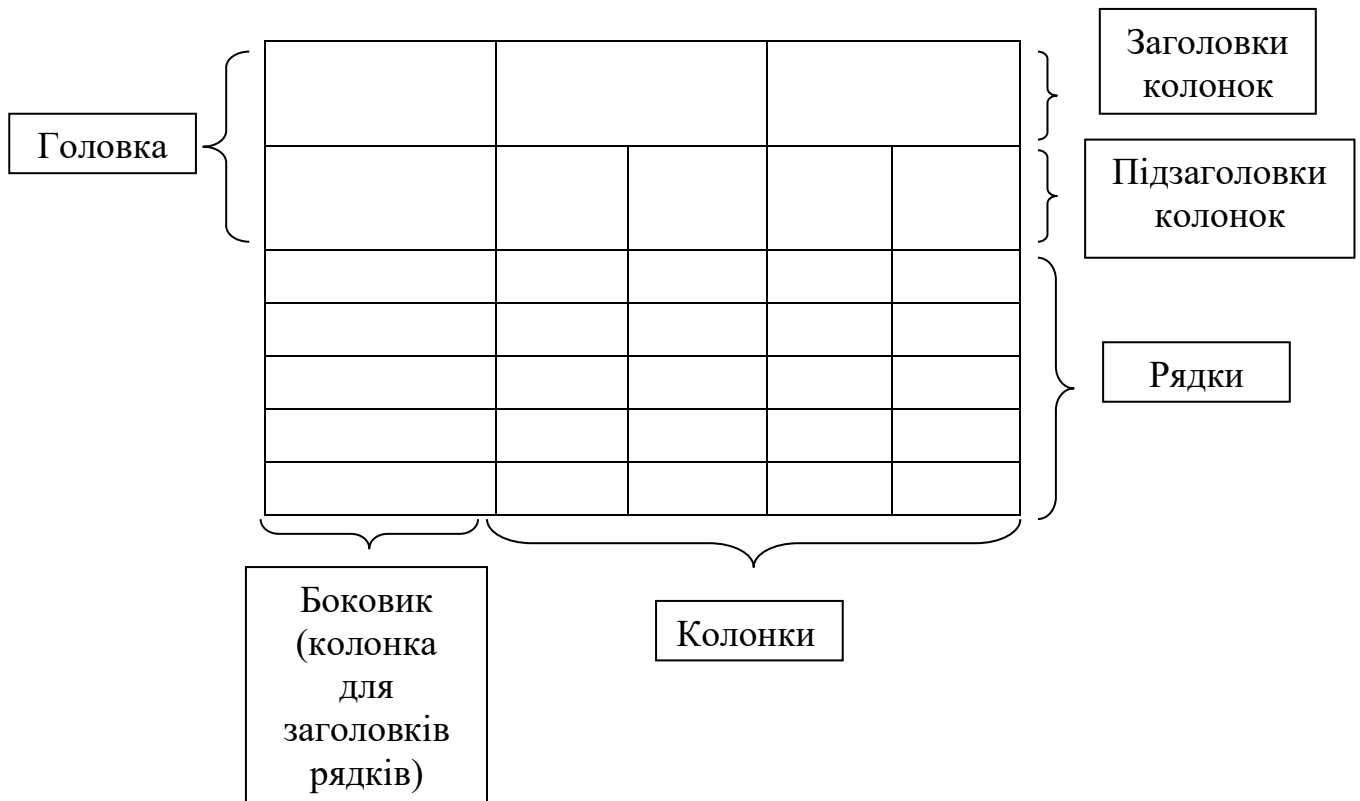 Заголовки
колонок
Головка
Підзаголовки
колонок
Рядки
Боковик
(колонка
для
заголовків
рядків)
Колонки